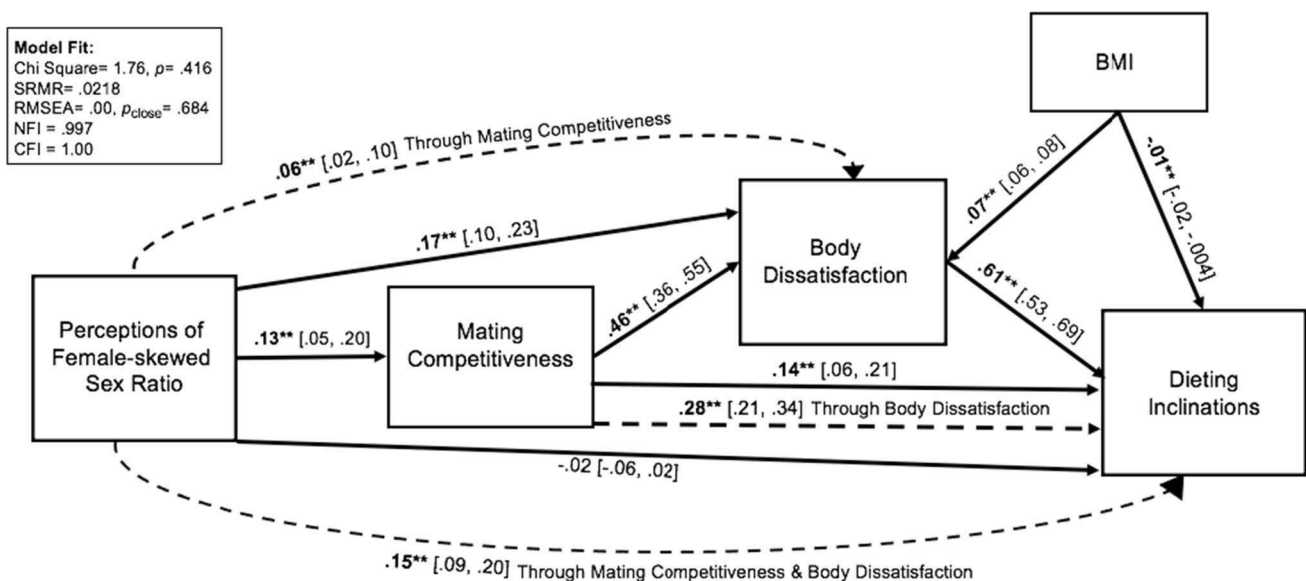 Model Fit:
Chi Square= 1.76, p= .416
SRMR= .0218
RMSEA= .00, pclose= .684
NFI = .997
CFI = 1.00
BMI
.06** [.02, .10] Through Mating Competitiveness
-.01** [-.02, -.004]
.07** [.06, .08]
.17** [.10, .23]
Body
Dissatisfaction
.61** [.53, .69]
.46** [.36, .55]
Perceptions of
Female-skewed
Sex Ratio
.13** [.05, .20]
Mating
Competitiveness
.14** [.06, .21]
.28** [.21, .34] Through Body Dissatisfaction
Dieting
Inclinations
-.02 [-.06, .02]
.15** [.09, .20] Through Mating Competitiveness & Body Dissatisfaction